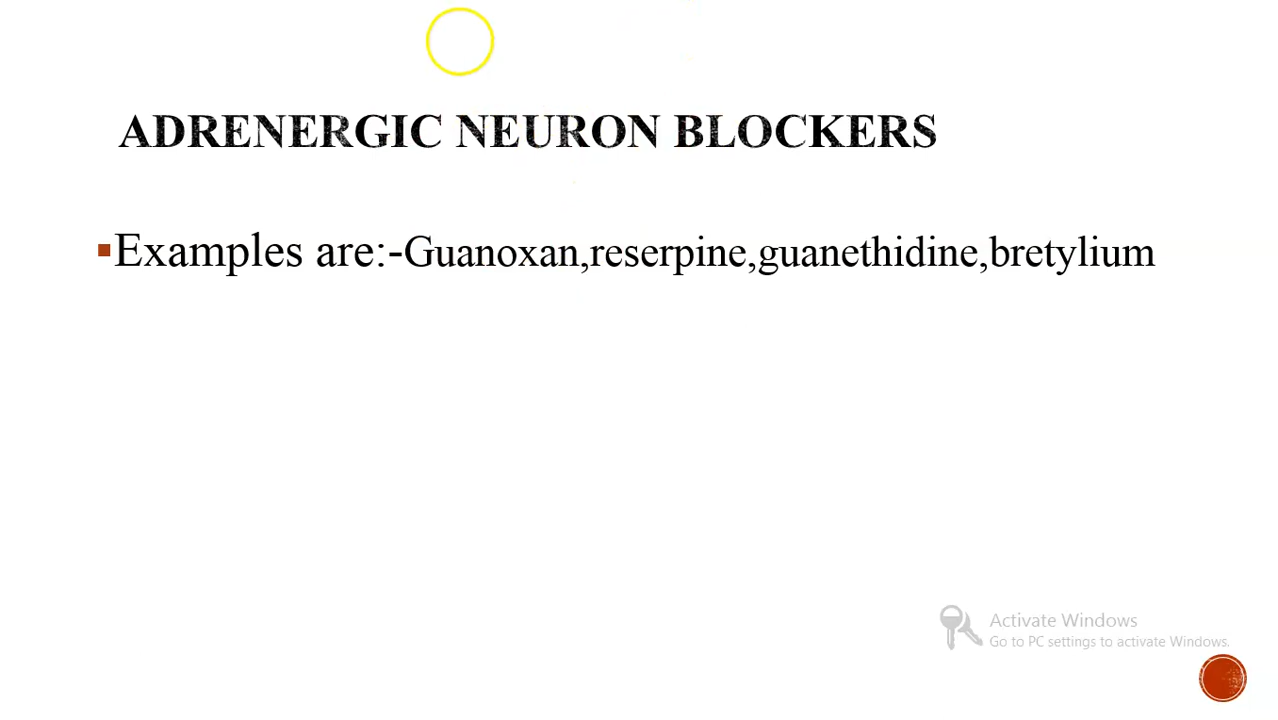 ADRENERGIC NEURON BLOCKERS
▪Examples are:-Guanoxan,reserpine,guanethidine,bretylium
Activate Windows
Go to PC settings to activate Windows.